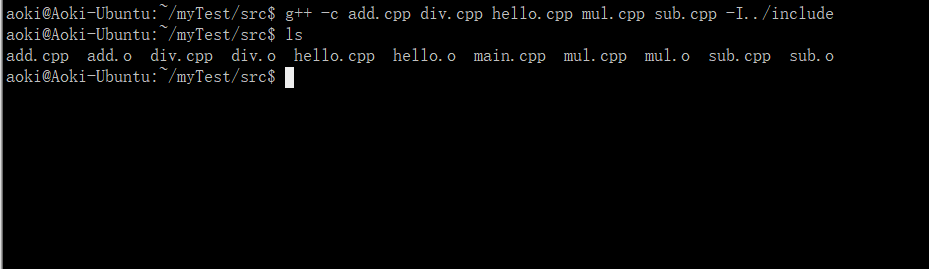 aoki@Aoki-Ubuntu:~/myTest/src$ g++ -c add.cpp div.cpp hello.cpp mul.cpp sub.cpp -I../include
aoki@Aoki-Ubuntu:~/myTest/src$ ls
add.cpp  add.o  div.cpp  div.o  hello.cpp  hello.o  main.cpp  mul.cpp  mul.o  sub.cpp  sub.o
aoki@Aoki-Ubuntu:~/myTest/src$